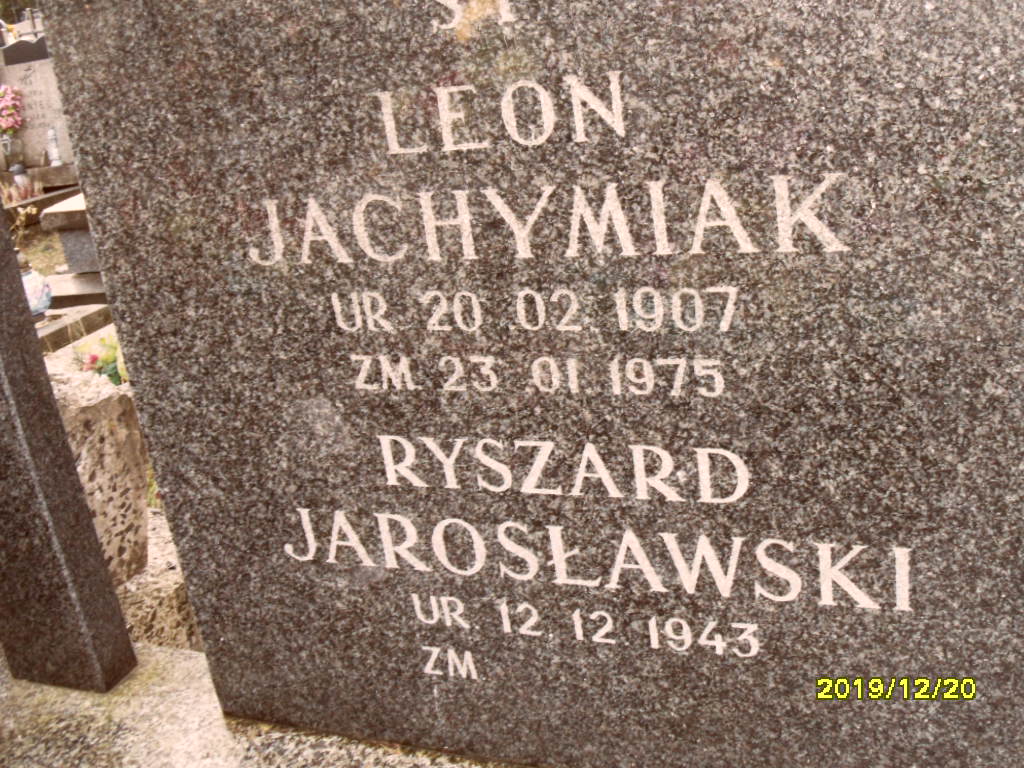 LEON
JACHYMIAK
UR 20 02 1907
ZM. 23 01 1975
RYSZARD
JAROSŁAWSKI
UR 12 12 1943
ZM
2019/12/20